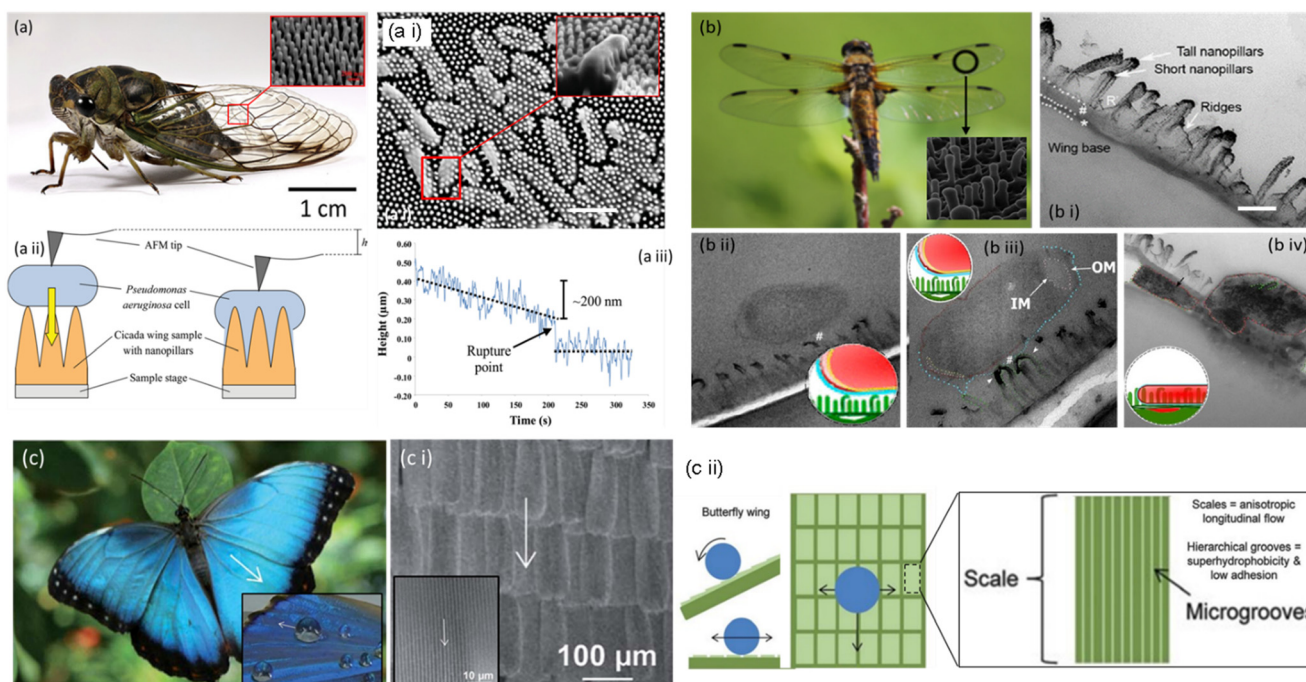 (a)
1 cm
(a i)
(a ii)
AFM tip
h
Pseudomonas
aeruginosa cell
Cicada wing sample
with nanopillars
Sample stage
(a iii)
Height (µm)
0.60
0.50
0.40
0.30
0.20
0.10
0
-0.10
-0.20
~200 nm
Rupture
point
0 50 100 150 200 250 300 350
Time (s)
(b)
Tall nanopillars
Short nanopillars
R
#
Ridges
Wing base
(b i)
(b ii)
#
(b iii)
OM
IM
#
(b iv)
(c)
(c i)
10 µm
100 µm
(c ii)
Butterfly wing
Scale
Scales = anisotropic
longitudinal flow
Hierarchical grooves =
superhydrophobicity &
low adhesion
Microgrooves